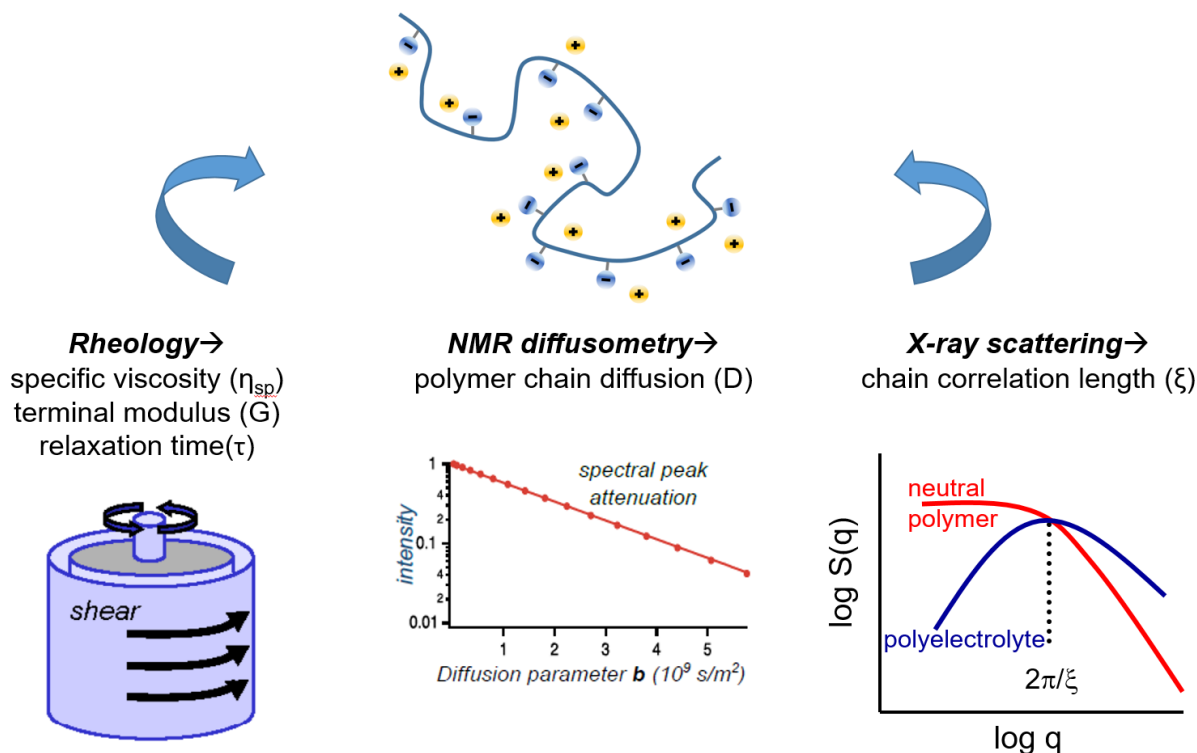 Rheology→
specific viscosity (ηsp)
terminal modulus (G)
relaxation time(τ)
NMR diffusometry→
polymer chain diffusion (D)
X-ray scattering→
chain correlation length (ξ)
shear
1
4
2
0.1
4
2
0.01
intensity
spectral peak
attenuation
1
2
3
4
5
Diffusion parameter b (10⁹ s/m²)
log S(q)
neutral
polymer
polyelectrolyte
2π/ξ
log q